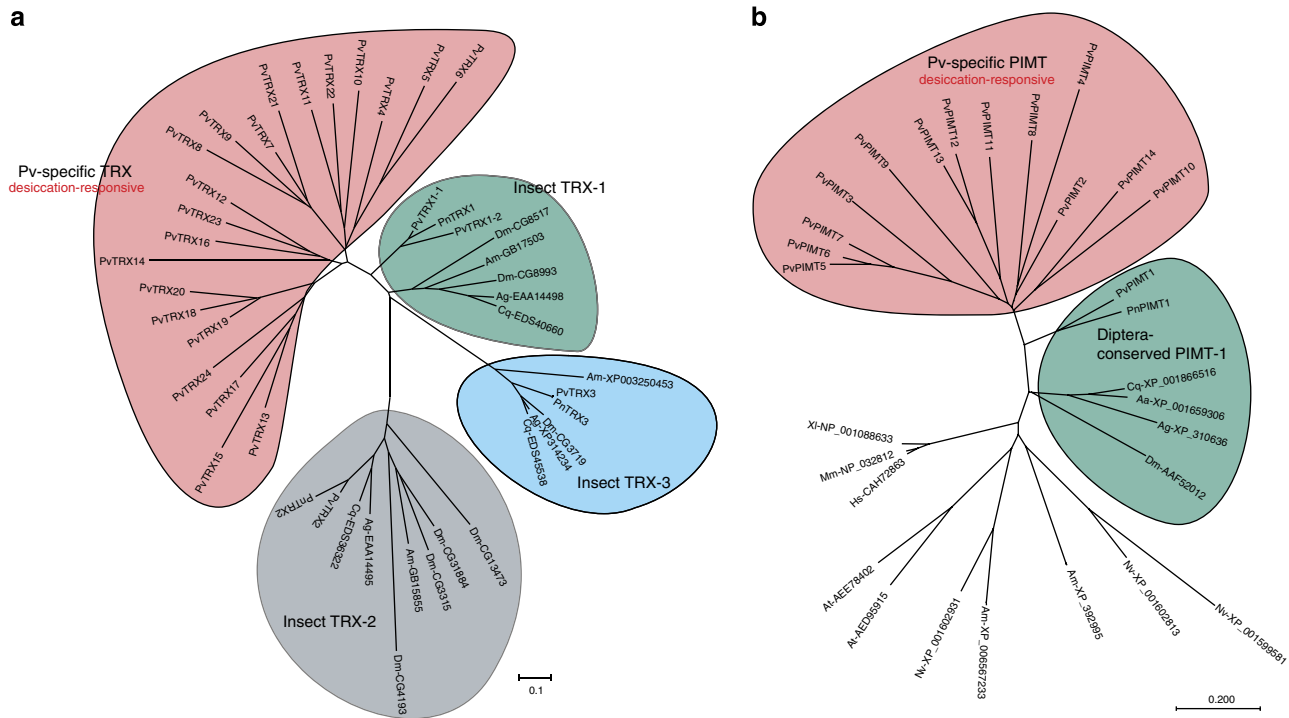 a
Pv-specific TRX
desiccation-responsive
PvTRX21
PvTRX11
PvTRX22
PvTRX10
PvTRX4
PvTRX5
PvTRX6
PvTRX9
PvTRX7
PvTRX8
PvTRX12
PvTRX23
PvTRX16
PvTRX14
PvTRX20
PvTRX18
PvTRX19
PvTRX24
PvTRX17
PvTRX15
PvTRX13
Insect TRX-1
PvTRX1-1
PnTRX1
PvTRX1-2
Dm-CG8517
Am-GB17503
Dm-CG8993
Ag-EAA14498
Cq-EDS40660
Am-XP003250453
PvTRX3
PnTRX3
Dm-CG3719
Ag-XP314234
Cq-EDS45538
Insect TRX-3
PnTRX2
PvTRX2
Cq-EDS36322
Ag-EAA14495
Am-GB15855
Dm-CG3315
Dm-CG31884
Dm-CG13473
Dm-CG4193
Insect TRX-2
0.1
b
Pv-specific PIMT
desiccation-responsive
PvPIMT4
PvPIMT8
PvPIMT11
PvPIMT12
PvPIMT13
PvPIMT9
PvPIMT3
PvPIMT2
PvPIMT14
PvPIMT10
PvPIMT7
PvPIMT6
PvPIMT5
PvPIMT1
PnPIMT1
Diptera-
conserved PIMT-1
Cq-XP_001866516
Aa-XP_001659306
Ag-XP_310636
Dm-AAF52012
Xl-NP_001088633
Mm-NP_032812
Hs-CAH72863
At-AEE78402
At-AED95915
Nv-XP_001602931
Am-XP_006567233
Am-XP_392995
Nv-XP_001602813
Nv-XP_001599581
0.200